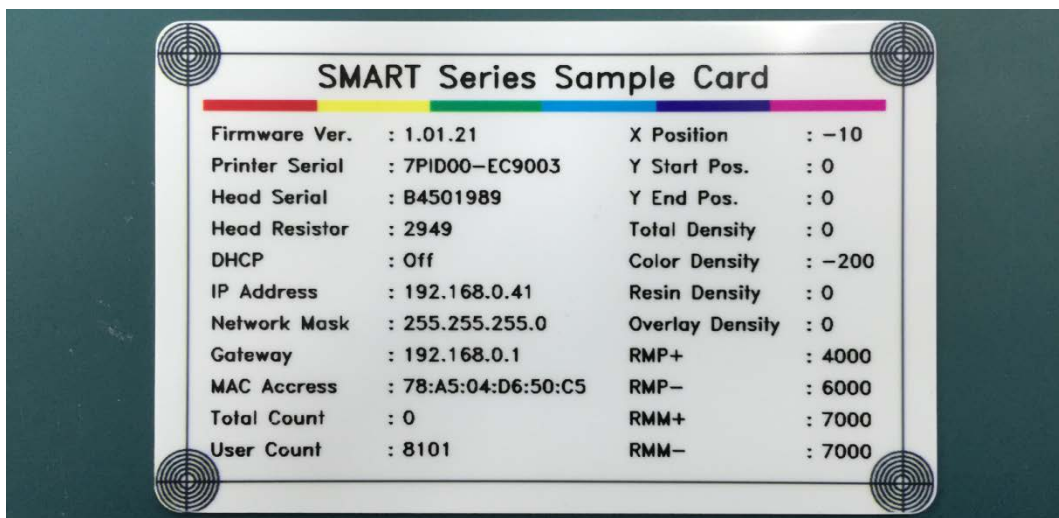 SMART Series Sample Card
Firmware Ver. : 1.01.21
Printer Serial : 7PID00-EC9003
Head Serial : B4501989
Head Resistor : 2949
DHCP : Off
IP Address : 192.168.0.41
Network Mask : 255.255.255.0
Gateway : 192.168.0.1
MAC Accress : 78:A5:04:D6:50:C5
Total Count : 0
User Count : 8101
X Position : -10
Y Start Pos. : 0
Y End Pos. : 0
Total Density : 0
Color Density : -200
Resin Density : 0
Overlay Density : 0
RMP+ : 4000
RMP- : 6000
RMM+ : 7000
RMM- : 7000